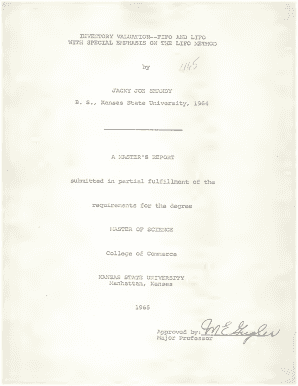 INVENTORY VALUATION--FIFO AND LIFO
WITH SPECIAL EMPHASIS ON THE LIFO METHOD
by
JACKY JOE
B. S., Kansas State University, 1964
A MASTER'S REPORT
submitted in partial fulfillment of the
requirements for the degree
MASTER OF SCIENCE
College of Commerce
KANSAS STATE UNIVERSITY
Manhattan, Kansas
1965
Approved by:
Major Professor